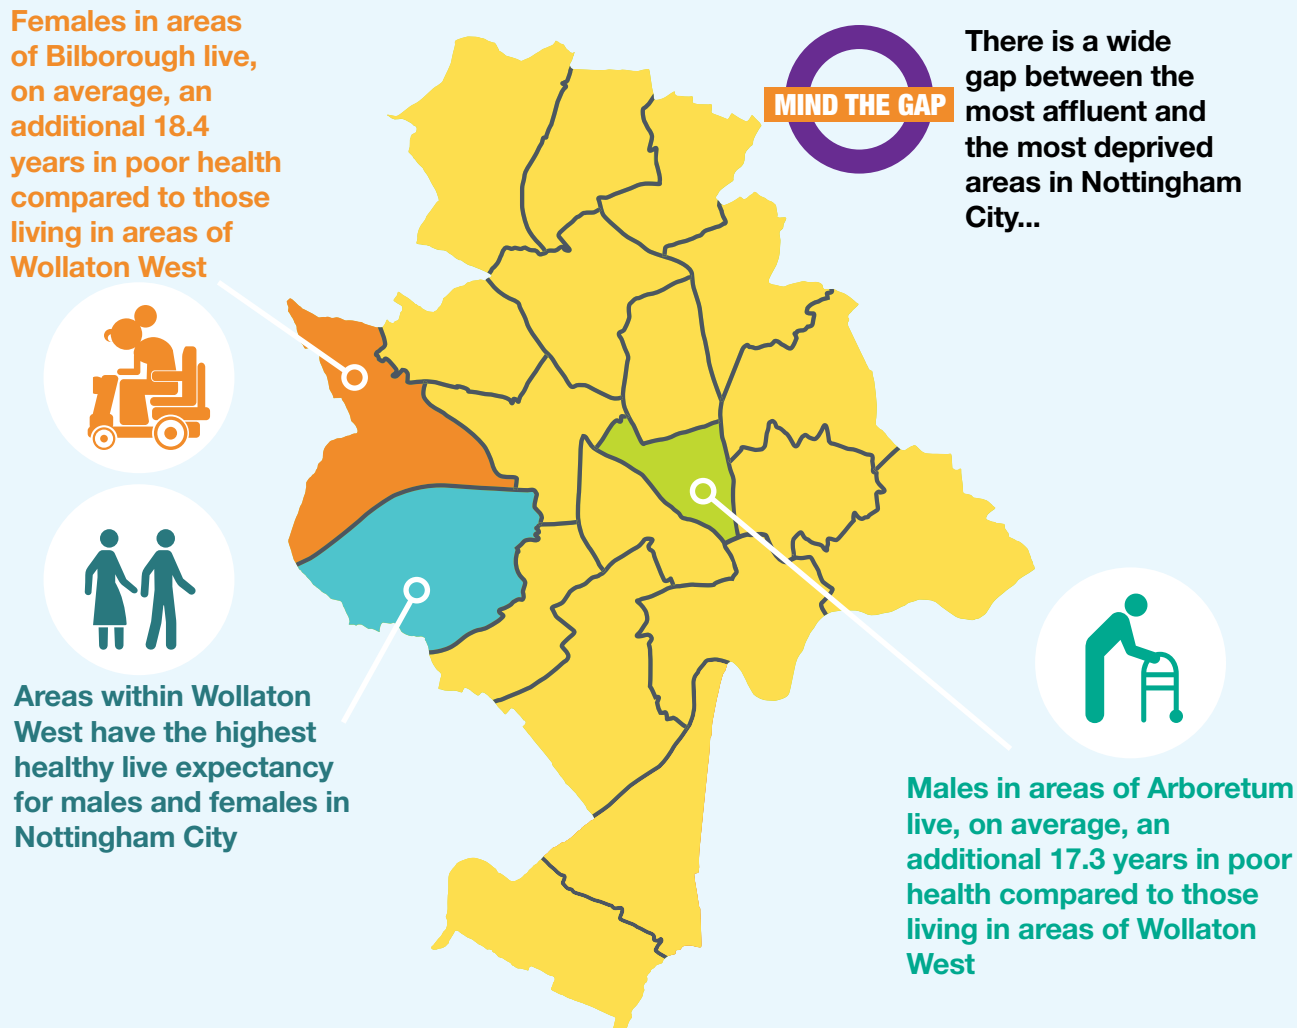 Females in areas
of Bilborough live,
on average, an
additional 18.4
years in poor health
compared to those
living in areas of
Wollaton West
MIND THE GAP
There is a wide
gap between the
most affluent and
the most deprived
areas in Nottingham
City...
Areas within Wollaton
West have the highest
healthy live expectancy
for males and females in
Nottingham City
Males in areas of Arboretum
live, on average, an
additional 17.3 years in poor
health compared to those
living in areas of Wollaton
West